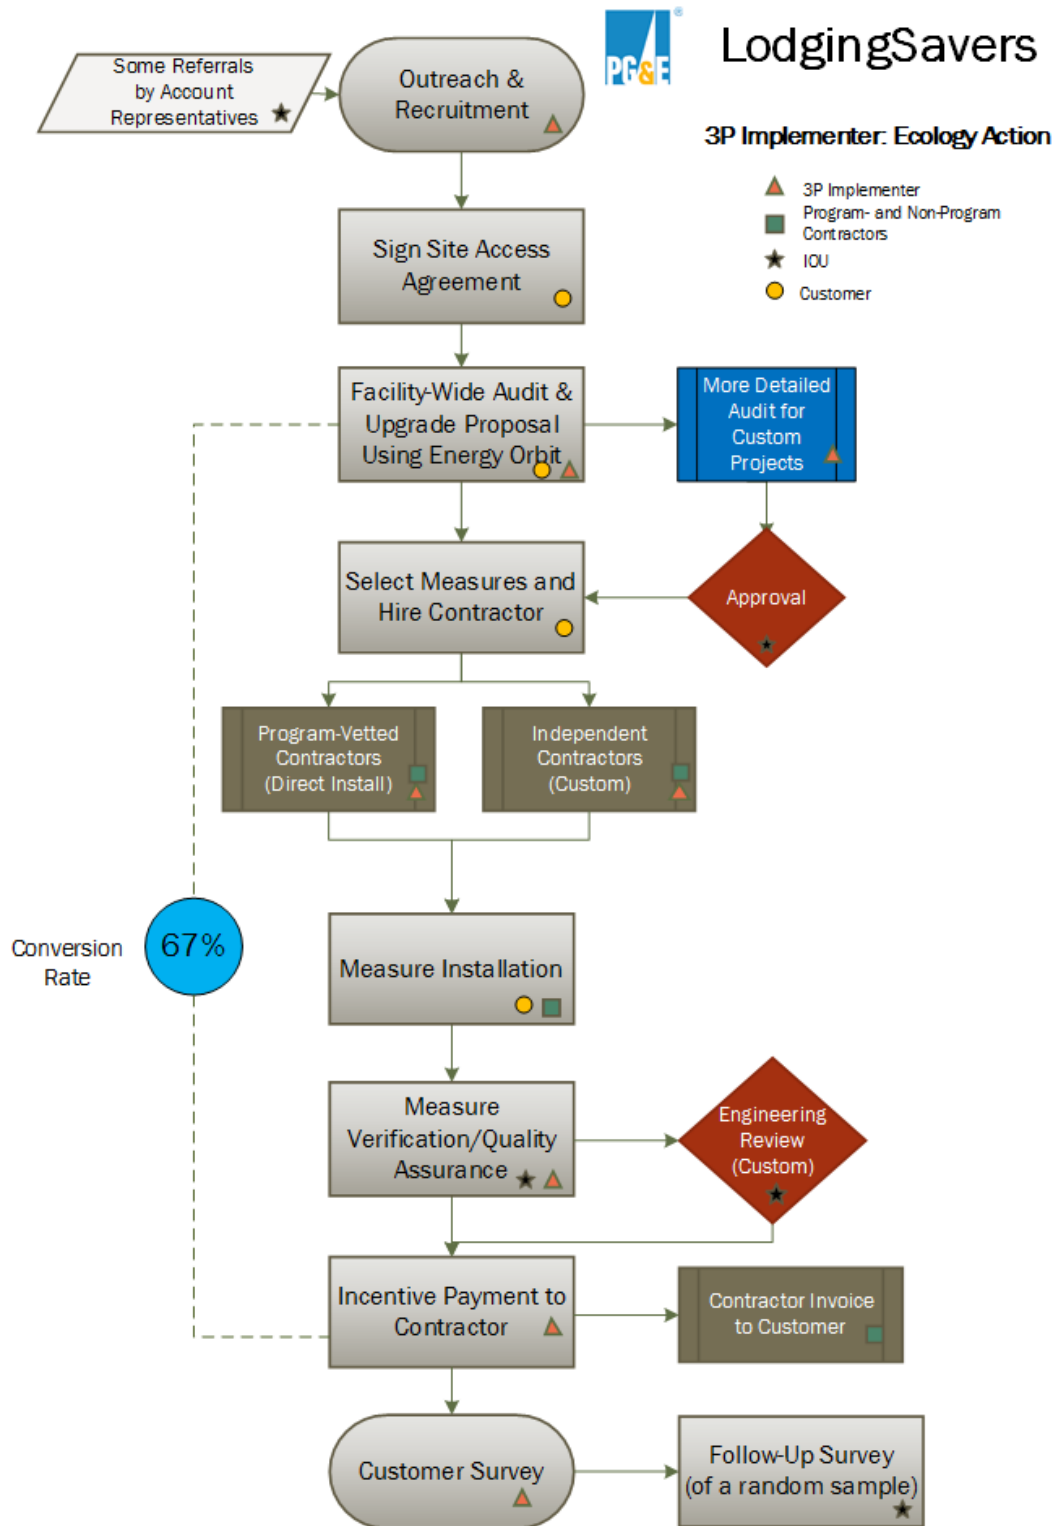 PG&E
®
LodgingSavers
3P Implementer: Ecology Action
3P Implementer
Program- and Non-Program
Contractors
IOU
Customer
Some Referrals
by Account
Representatives
Outreach &
Recruitment
Sign Site Access
Agreement
Facility-Wide Audit &
Upgrade Proposal
Using Energy Orbit
More Detailed
Audit for
Custom
Projects
Select Measures and
Hire Contractor
Approval
Program-Vetted
Contractors
(Direct Install)
Independent
Contractors
(Custom)
Conversion
Rate
67%
Measure Installation
Measure
Verification/Quality
Assurance
Engineering
Review
(Custom)
Incentive Payment to
Contractor
Contractor Invoice
to Customer
Customer Survey
Follow-Up Survey
(of a random sample)